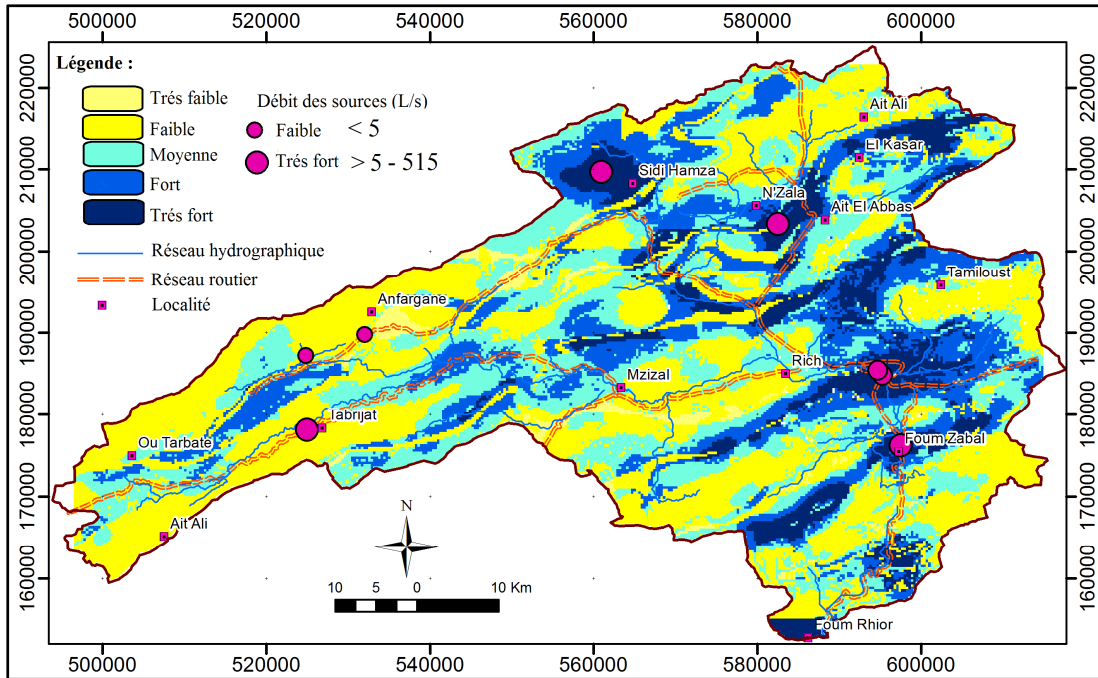 500000 520000 540000 560000 580000 600000
220000
210000
200000
190000
180000
170000
160000
Légende :
Trés faible
Faible
Moyenne
Fort
Trés fort
Débit des sources (L/s)
Faible < 5
Trés fort > 5 - 515
Réseau hydrographique
Réseau routier
Localité
Ait Ali
El Kasar
Sidi Hamza
N'Zala
Ait El Abbas
Tamiloust
Anfargane
Rich
Mzizal
Tabrijat
Foum Zabal
Ou Tarbate
Ait Ali
Foum Rhior
N
10 5 0 10 Km
220000
210000
200000
190000
180000
170000
160000
500000 520000 540000 560000 580000 600000